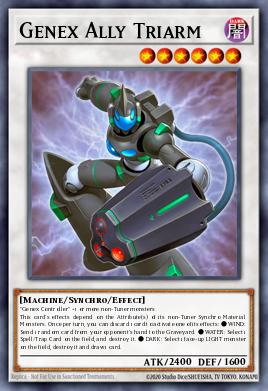 Genex Ally Triarm
DARK
闇
[Machine/Synchro/Effect]
"Genex Controller" + 1 or more non-Tuner monsters
This card's effects depend on the Attribute(s) of its non-Tuner Synchro Material
Monsters. Once per turn, you can discard 1 card to activate one of its effects: ●WIND:
Send 1 random card from your opponent's hand to the Graveyard. ●WATER: Select 1
Spell/Trap Card on the field, and destroy it. ●DARK: Select 1 face-up LIGHT monster
on the field, destroy it and draw 1 card.
ATK/2400 DEF/1600
Replica - Not For Use in Sanctioned Tournaments ©2020 Studio Dice/SHUEISHA, TV TOKYO, KONAMI